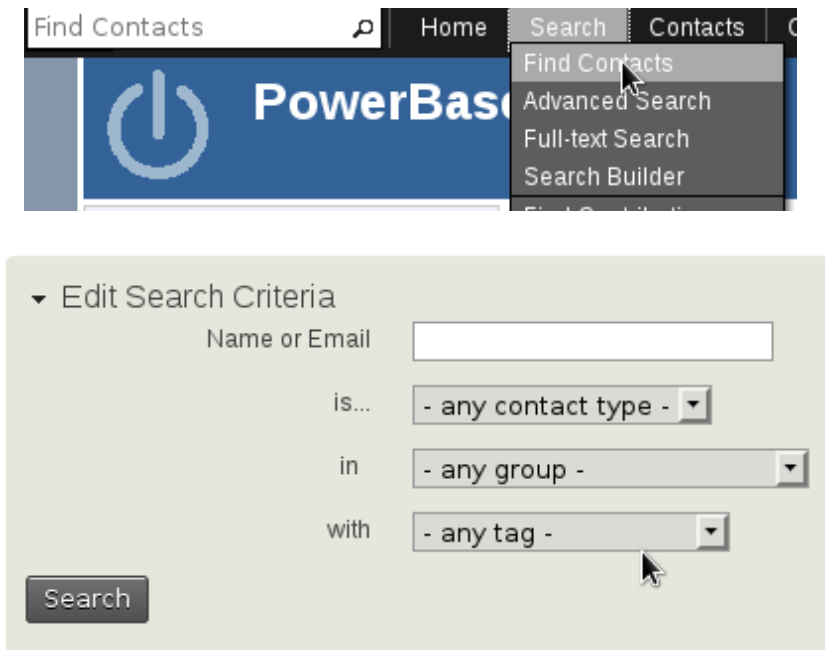 Find Contacts Home Search Contacts
Find Contacts
PowerBase
Advanced Search
Full-text Search
Search Builder
Edit Search Criteria
Name or Email
is... - any contact type -
in - any group -
with - any tag -
Search